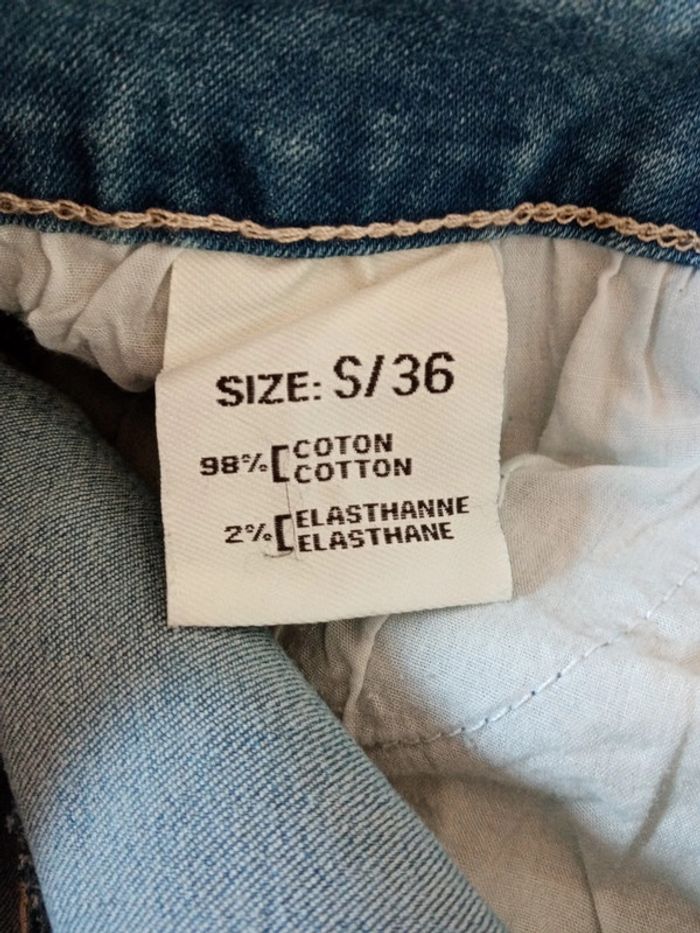 SIZE: S/36
98% [ COTON
COTTON
2% [ ELASTHANNE
ELASTHANE